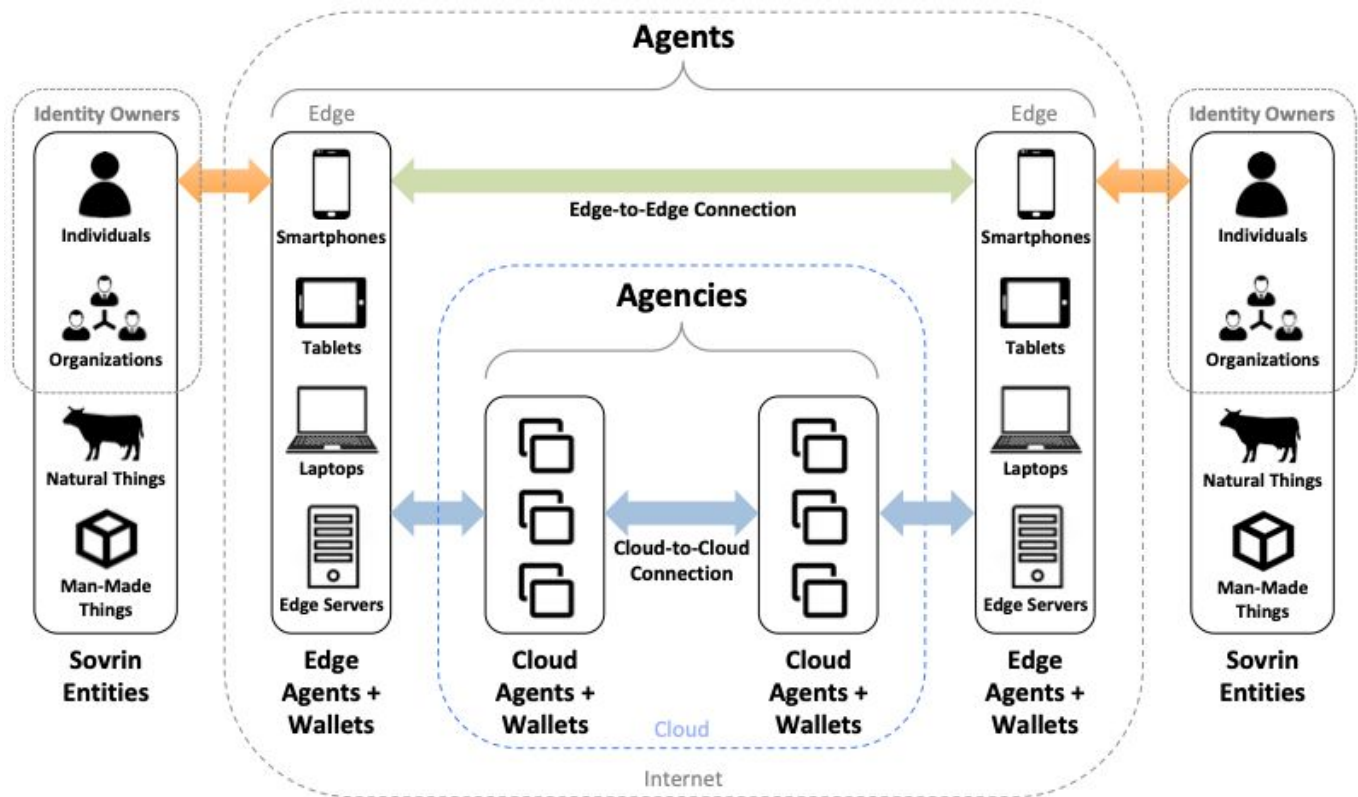 Agents
Identity Owners
Edge
Edge
Identity Owners
Individuals
Organizations
Natural Things
Man-Made
Things
Sovrin
Entities
Smartphones
Tablets
Laptops
Edge Servers
Edge
Agents +
Wallets
Edge-to-Edge Connection
Agencies
Cloud-to-Cloud
Connection
Cloud
Agents +
Wallets
Cloud
Agents +
Wallets
Cloud
Smartphones
Tablets
Laptops
Edge Servers
Edge
Agents +
Wallets
Individuals
Organizations
Natural Things
Man-Made
Things
Sovrin
Entities
Internet